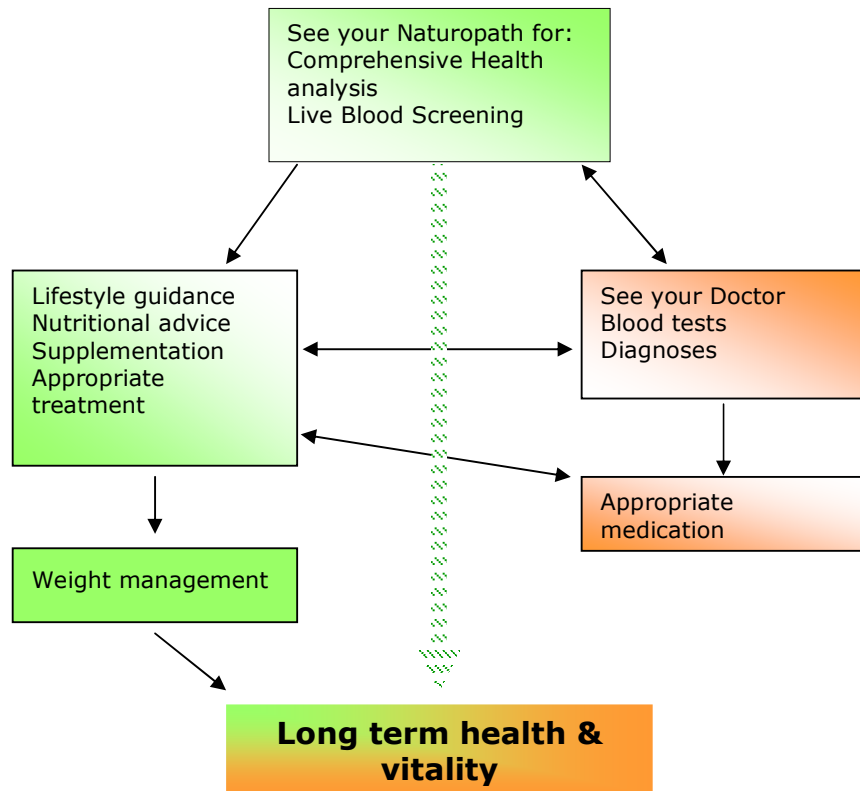 See your Naturopath for:
Comprehensive Health
analysis
Live Blood Screening
Lifestyle guidance
Nutritional advice
Supplementation
Appropriate
treatment
See your Doctor
Blood tests
Diagnoses
Appropriate
medication
Weight management
Long term health &
vitality